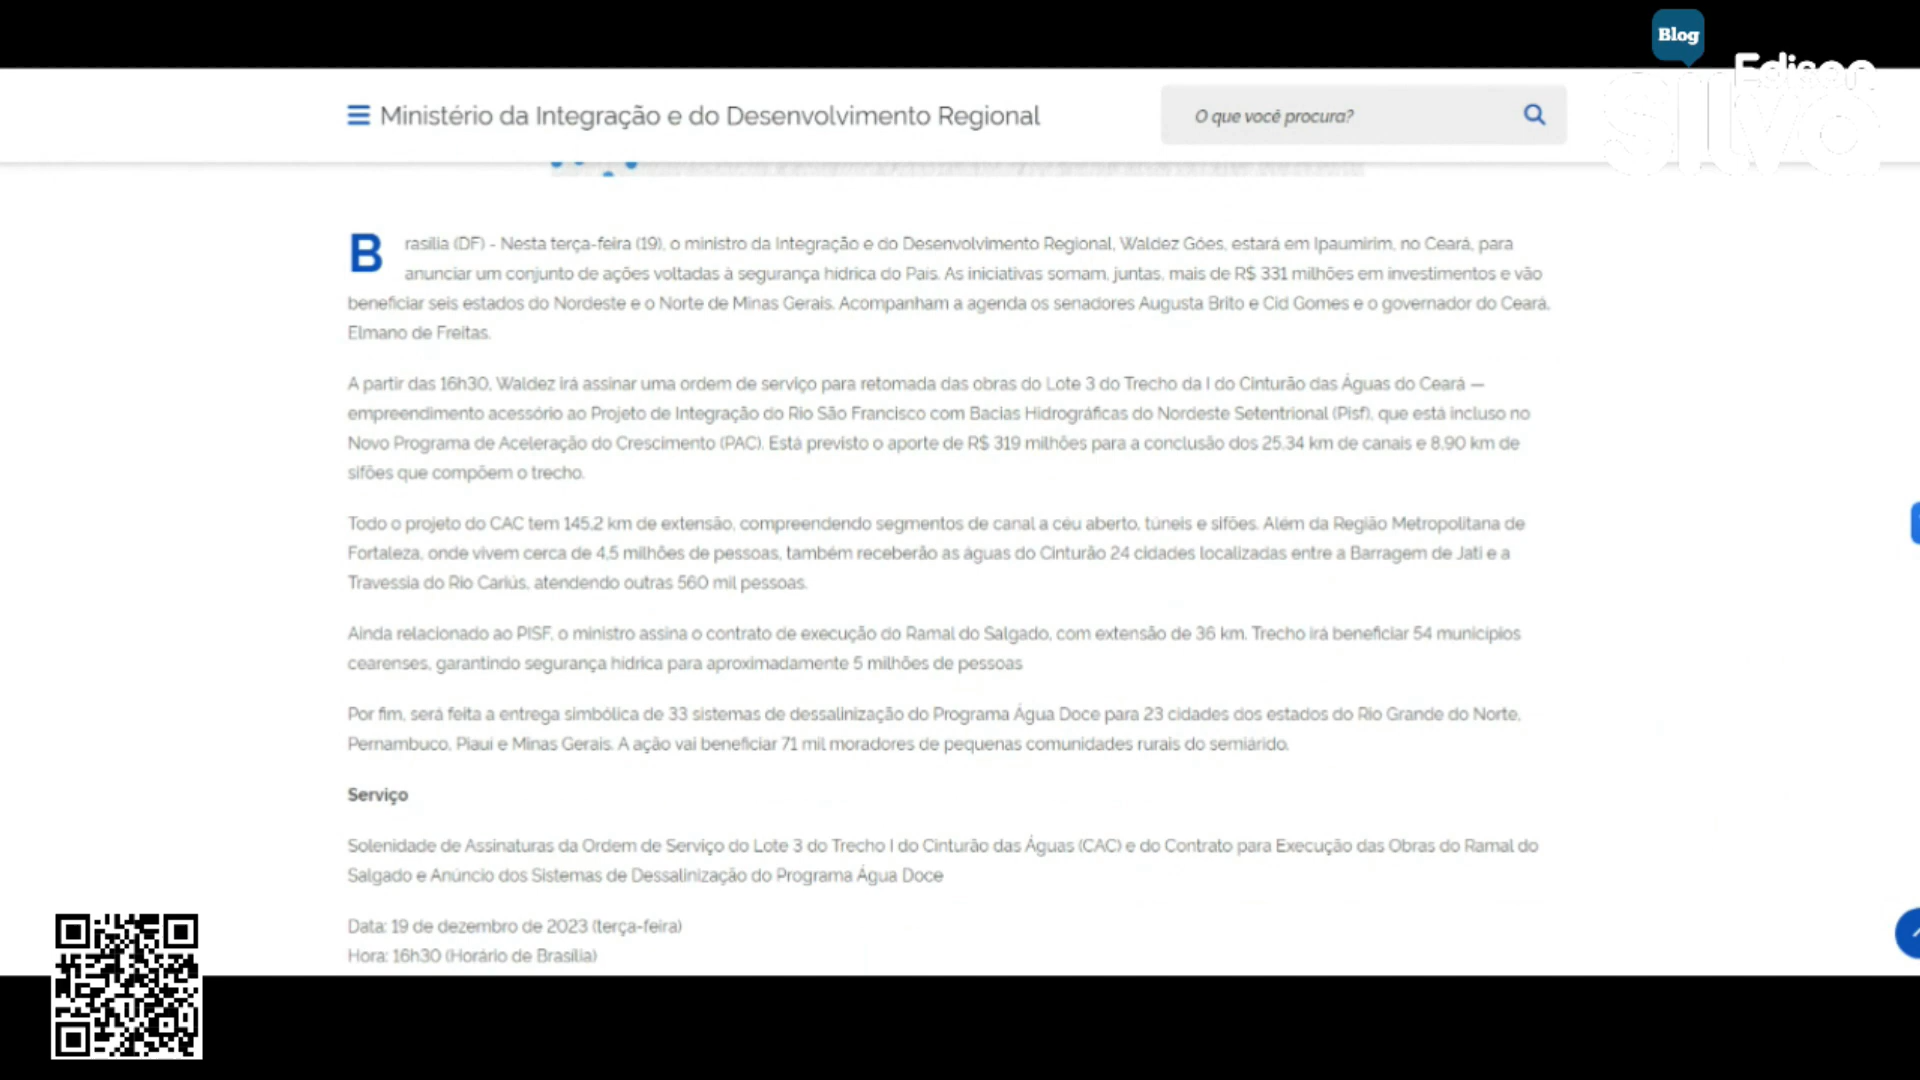 Blog
Edison
Silva
Ministério da Integração e do Desenvolvimento Regional
O que você procura?
Brasília (DF) - Nesta terça-feira (19), o ministro da Integração e do Desenvolvimento Regional, Waldez Góes, estará em Ipaumirim, no Ceará, para
anunciar um conjunto de ações voltadas à segurança hídrica do País. As iniciativas somam, juntas, mais de R$ 331 milhões em investimentos e vão
beneficiar seis estados do Nordeste e o Norte de Minas Gerais. Acompanham a agenda os senadores Augusta Brito e Cid Gomes e o governador do Ceará,
Elmano de Freitas.
A partir das 16h30, Waldez irá assinar uma ordem de serviço para retomada das obras do Lote 3 do Trecho da I do Cinturão das Águas do Ceará —
empreendimento acessório ao Projeto de Integração do Rio São Francisco com Bacias Hidrográficas do Nordeste Setentrional (Pisf), que está incluso no
Novo Programa de Aceleração do Crescimento (PAC). Está previsto o aporte de R$ 319 milhões para a conclusão dos 25,34 km de canais e 8,90 km de
sifões que compõem o trecho.
Todo o projeto do CAC tem 145,2 km de extensão, compreendendo segmentos de canal a céu aberto, túneis e sifões. Além da Região Metropolitana de
Fortaleza, onde vivem cerca de 4,5 milhões de pessoas, também receberão as águas do Cinturão 24 cidades localizadas entre a Barragem de Jati e a
Travessia do Rio Cariús, atendendo outras 560 mil pessoas.
Ainda relacionado ao PISF, o ministro assina o contrato de execução do Ramal do Salgado, com extensão de 36 km. Trecho irá beneficiar 54 municípios
cearenses, garantindo segurança hídrica para aproximadamente 5 milhões de pessoas
Por fim, será feita a entrega simbólica de 33 sistemas de dessalinização do Programa Água Doce para 23 cidades dos estados do Rio Grande do Norte,
Pernambuco, Piauí e Minas Gerais. A ação vai beneficiar 71 mil moradores de pequenas comunidades rurais do semiárido.
Serviço
Solenidade de Assinaturas da Ordem de Serviço do Lote 3 do Trecho I do Cinturão das Águas (CAC) e do Contrato para Execução das Obras do Ramal do
Salgado e Anúncio dos Sistemas de Dessalinização do Programa Água Doce
Data: 19 de dezembro de 2023 (terça-feira)
Hora: 16h30 (Horário de Brasília)